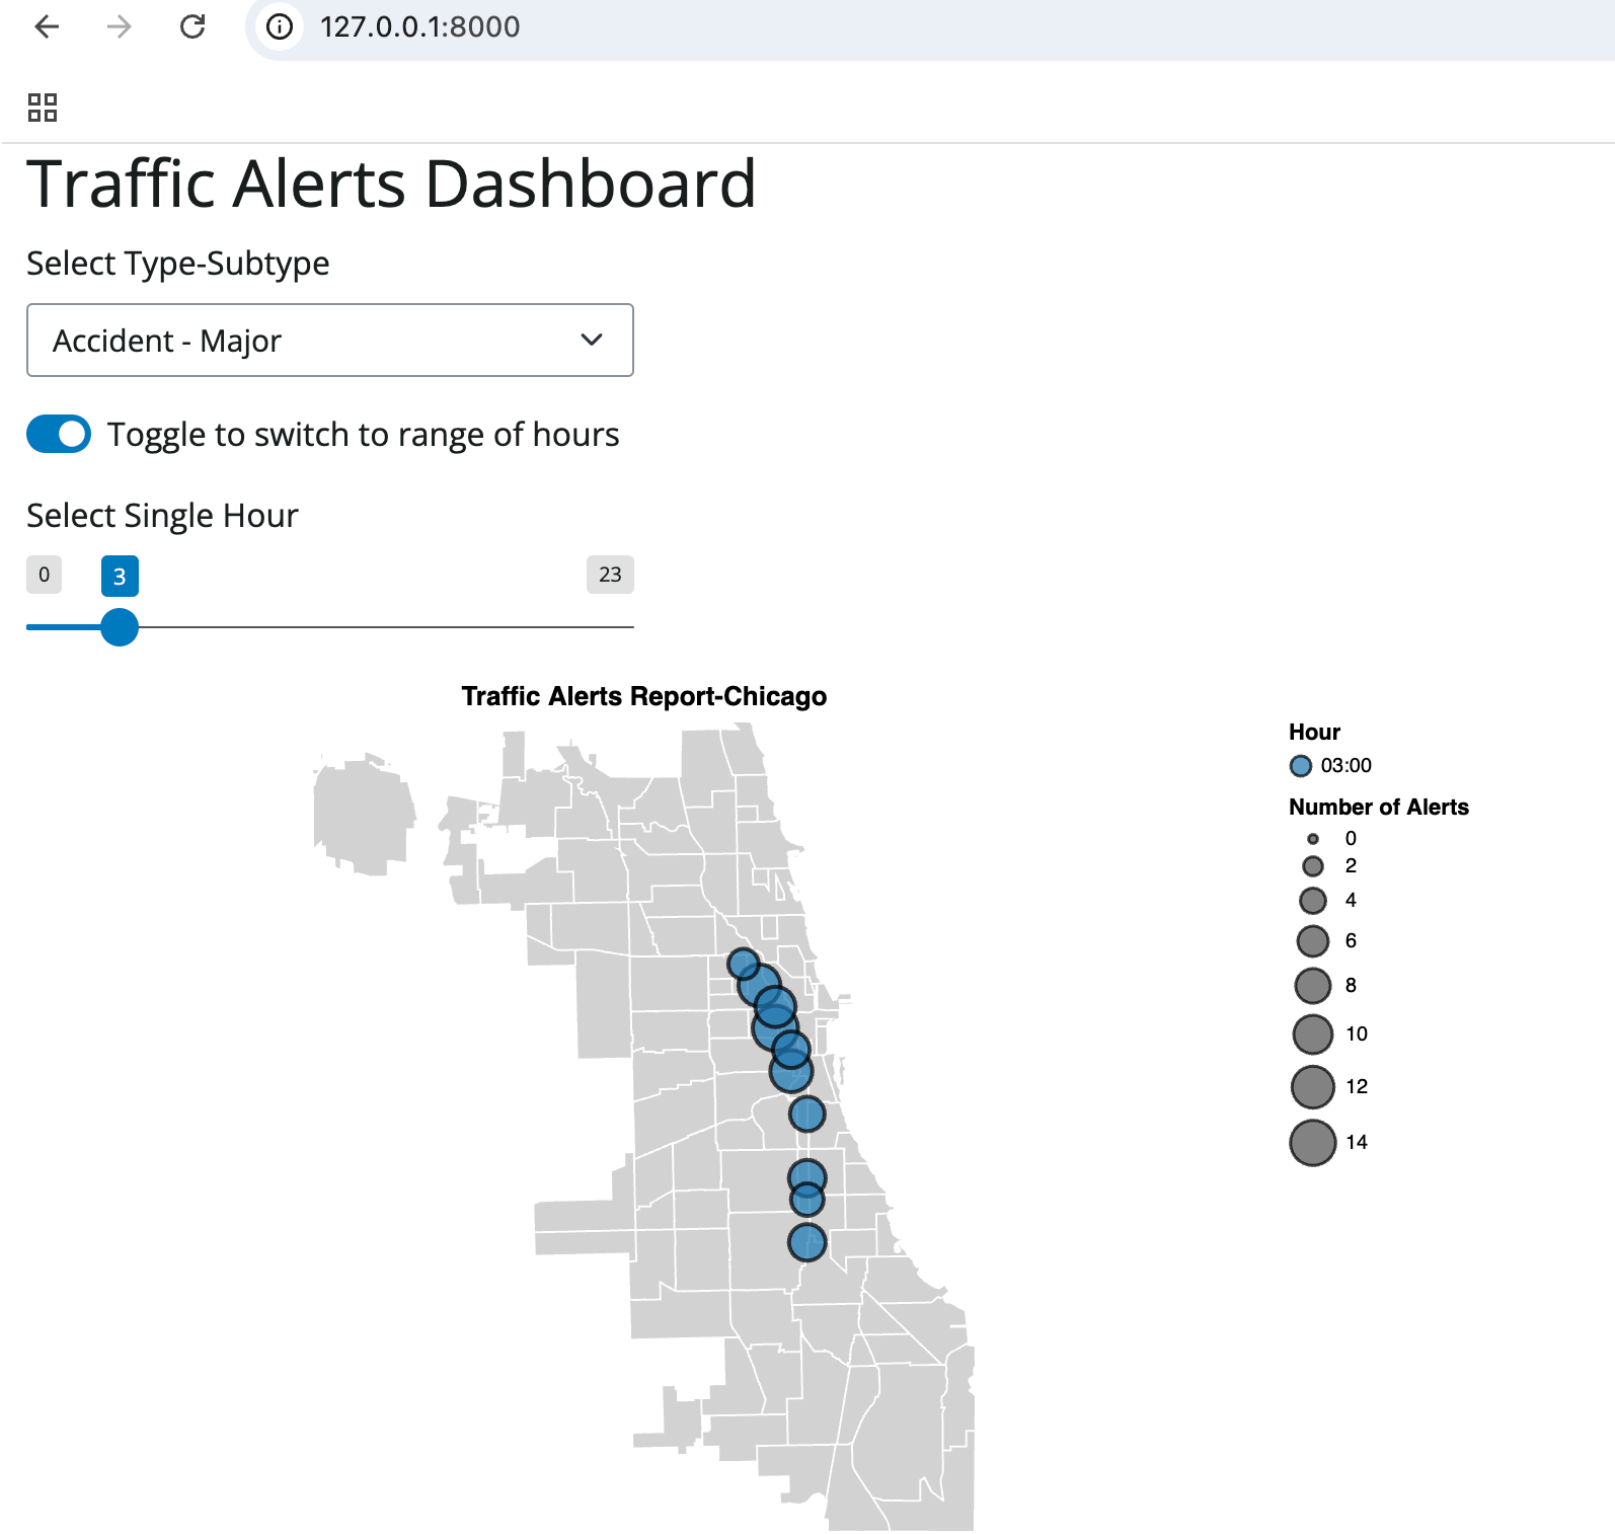 127.0.0.1:8000
Traffic Alerts Dashboard
Select Type-Subtype
Accident - Major
Toggle to switch to range of hours
Select Single Hour
0 3 23
Traffic Alerts Report-Chicago
Hour
03:00
Number of Alerts
0
2
4
6
8
10
12
14